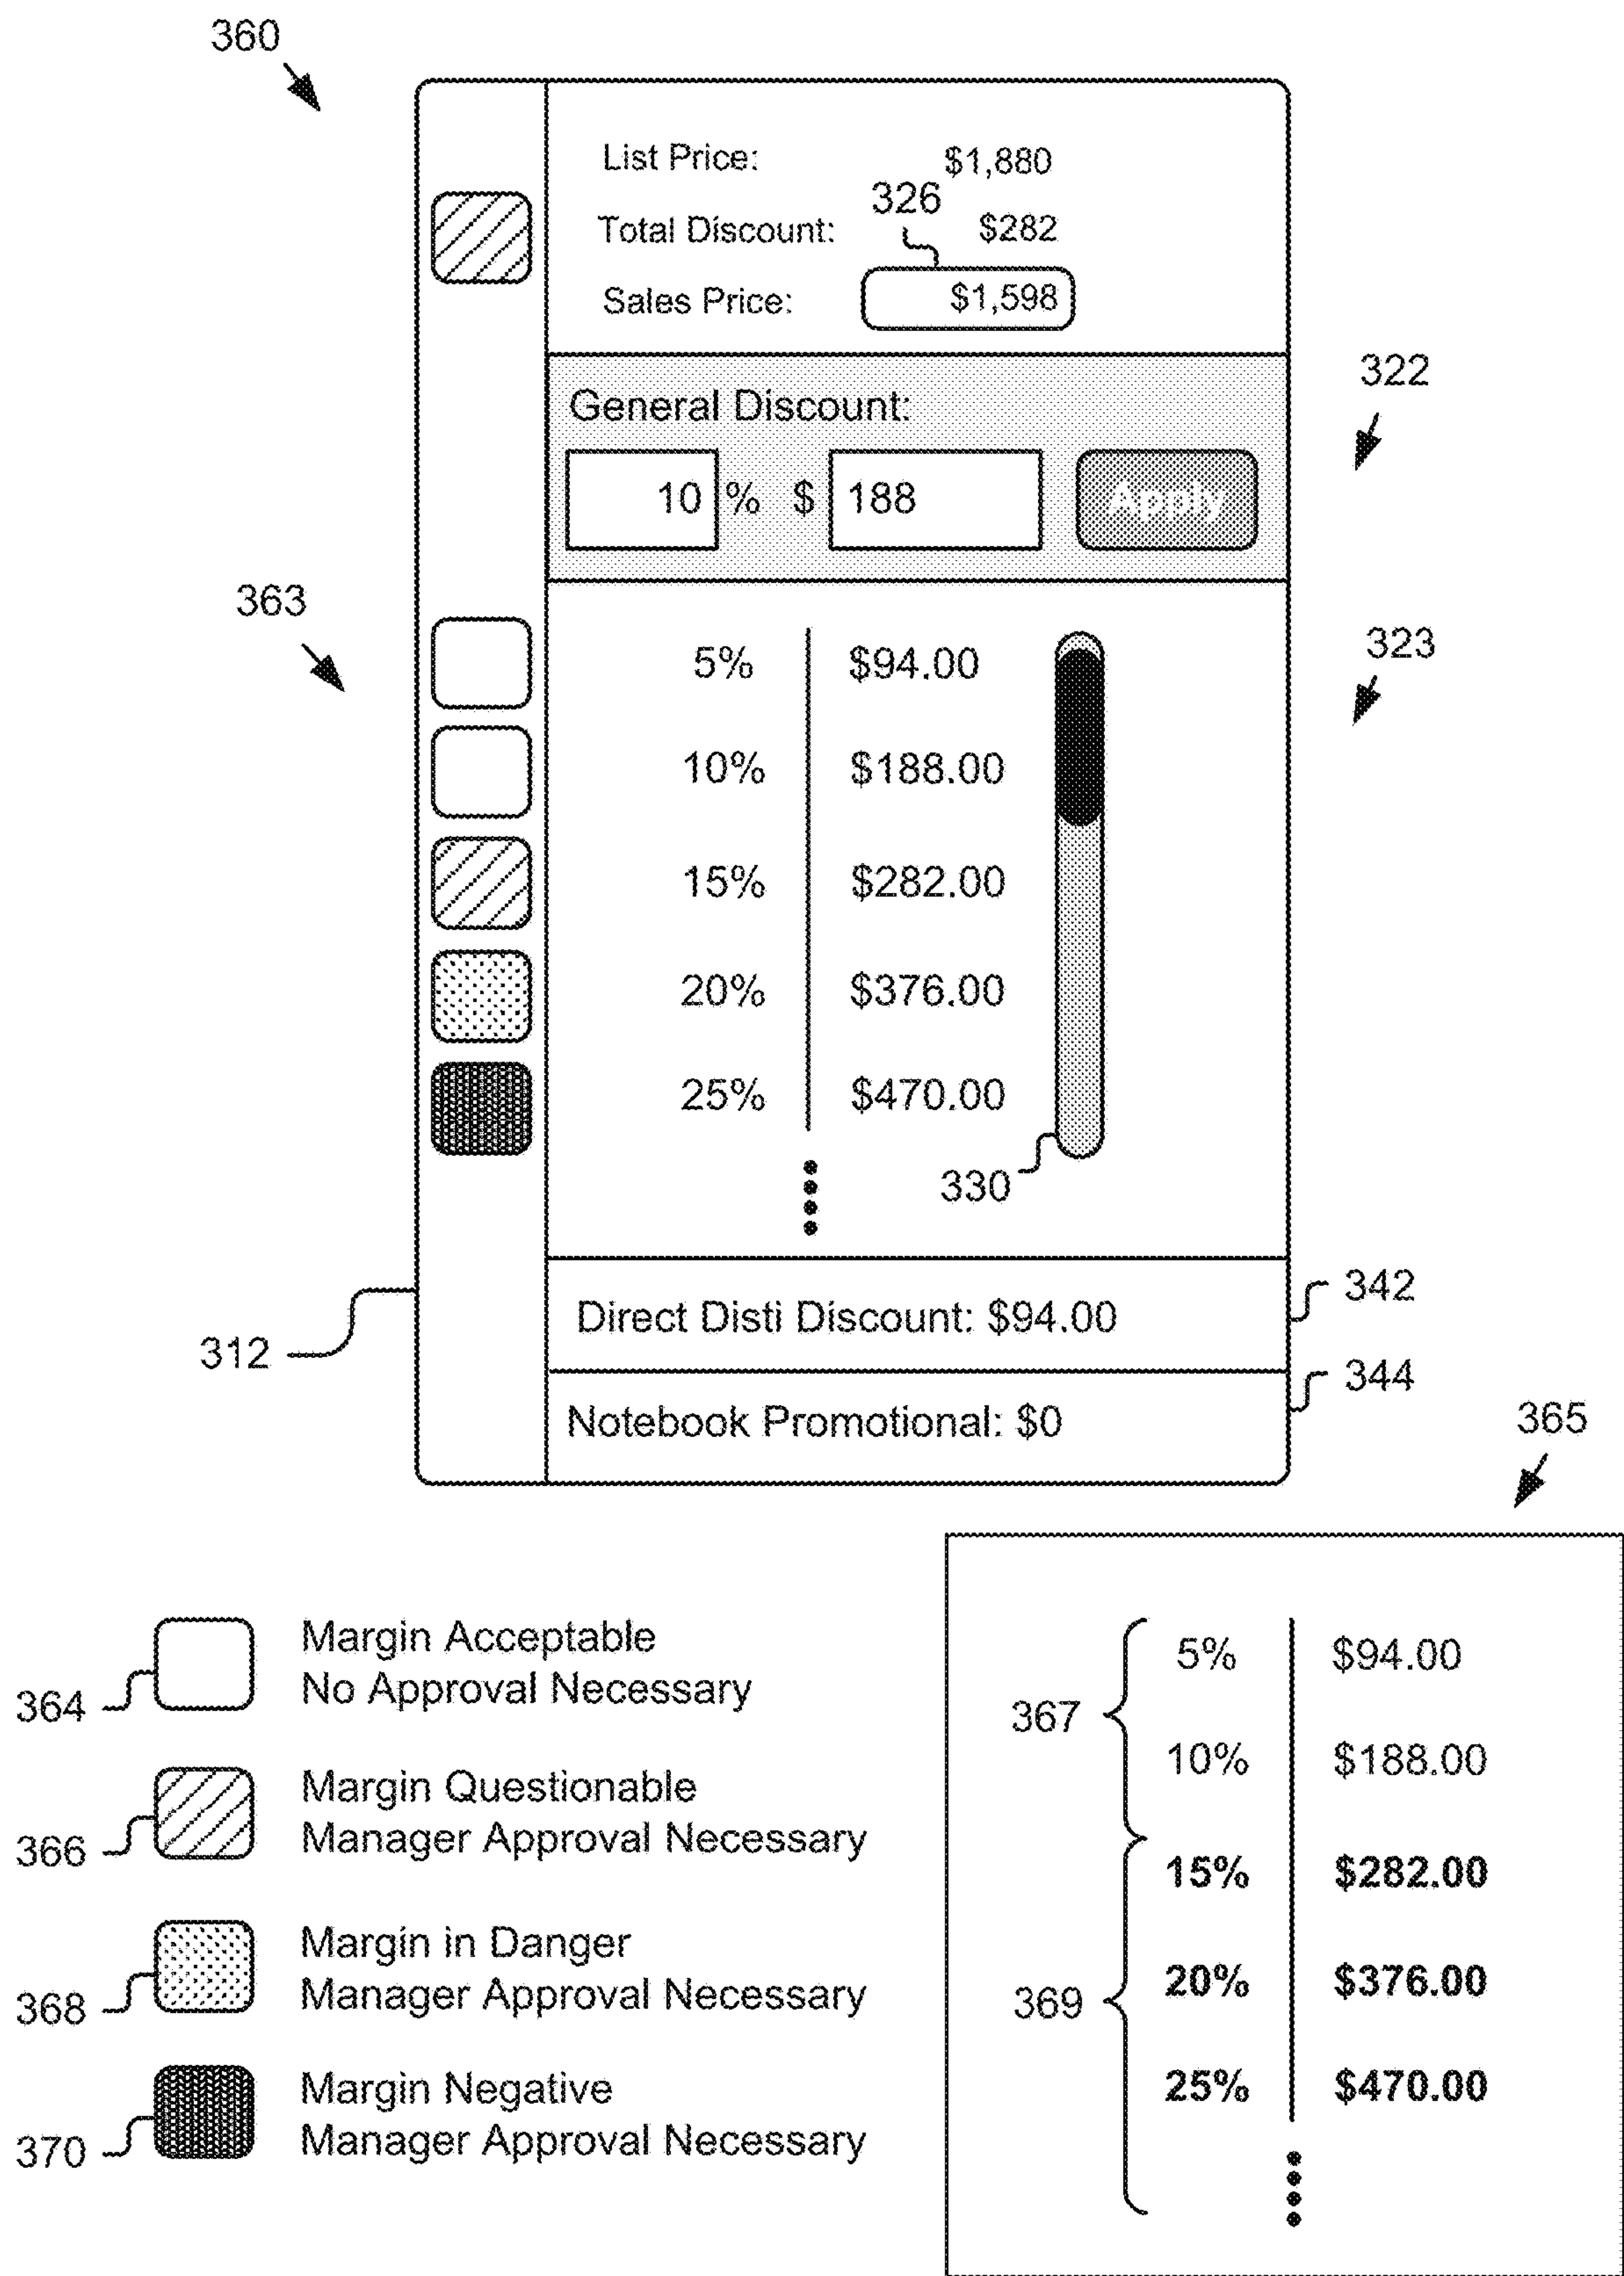 360
List Price: $1,880
326
Total Discount: $282
Sales Price: $1,598
322
General Discount:
10 % $ 188 Apply
363
323
5% $94.00
10% $188.00
15% $282.00
20% $376.00
25% $470.00
330
342
Direct Disti Discount: $94.00
312
344
Notebook Promotional: $0
365
364
Margin Acceptable
No Approval Necessary
366
Margin Questionable
Manager Approval Necessary
368
Margin in Danger
Manager Approval Necessary
370
Margin Negative
Manager Approval Necessary
5% $94.00
367
10% $188.00
15% $282.00
20% $376.00
369
25% $470.00